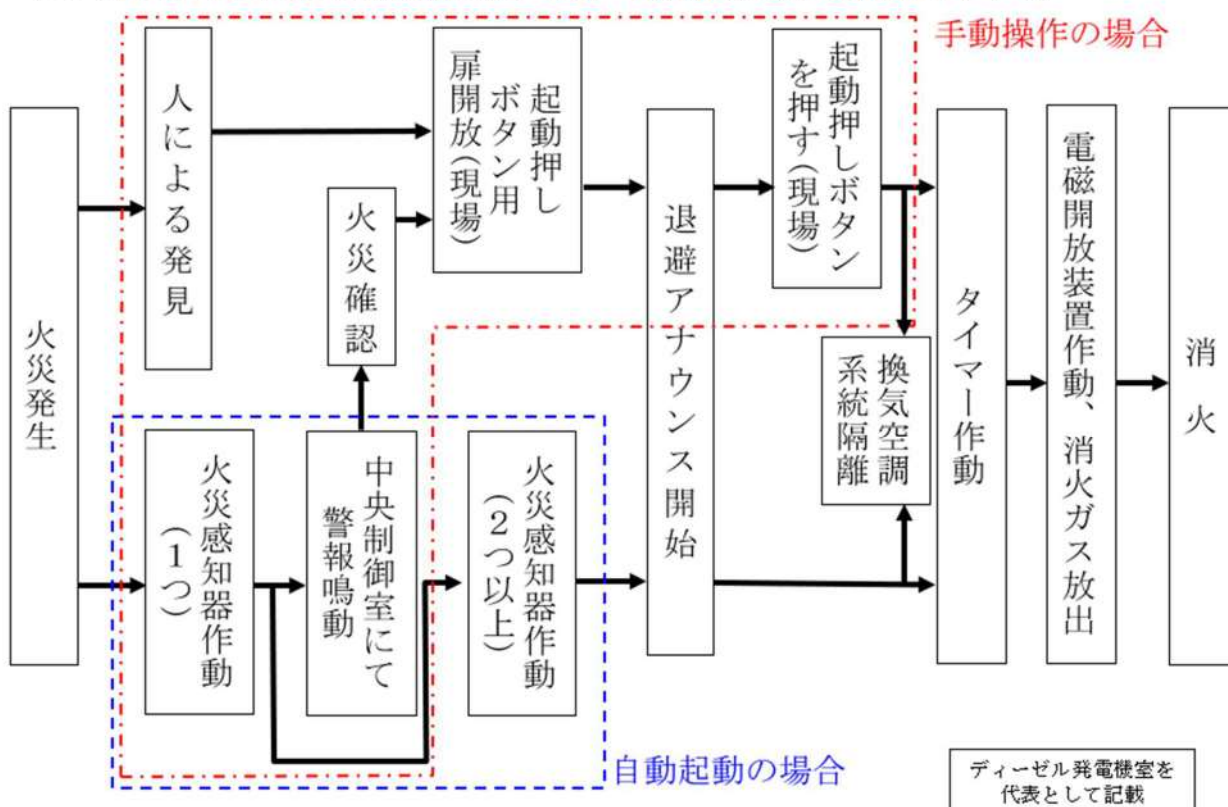 手動操作の場合
火災発生
人による発見
火災感知器作動
(1つ)
中央制御室にて
警報鳴動
火災確認
起動押し
ボタン用
扉開放(現場)
火災感知器作動
(2つ以上)
退避アナウンス開始
起動押しボタン
を押す(現場)
換気空調
系統隔離
タイマー作動
電磁開放装置作動、消火ガス放出
消火
自動起動の場合
ディーゼル発電機室を
代表として記載